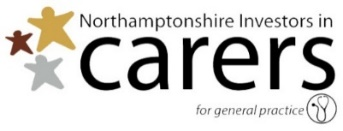 Northamptonshire Investors in
carers
for general practice